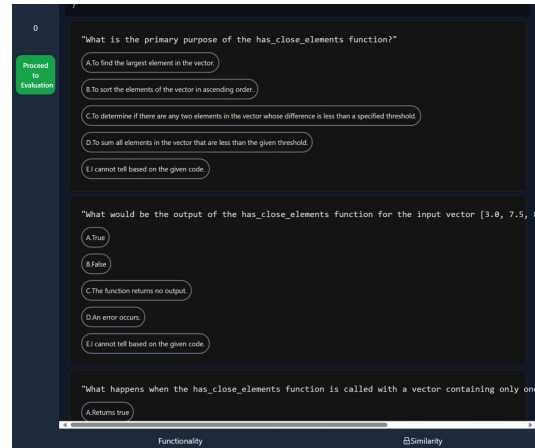 0
Proceed
to
Evaluation
"What is the primary purpose of the has_close_elements function?"
A.To find the largest element in the vector.
B.To sort the elements of the vector in ascending order.
C.To determine if there are any two elements in the vector whose difference is less than a specified threshold.
D.To sum all elements in the vector that are less than the given threshold.
E.I cannot tell based on the given code.
"What would be the output of the has_close_elements function for the input vector [3.0, 7.5,
A.True
B.False
C.The function returns no output.
D.An error occurs.
E.I cannot tell based on the given code.
"What happens when the has_close_elements function is called with a vector containing only
A.Returns true
Functionality
Similarity